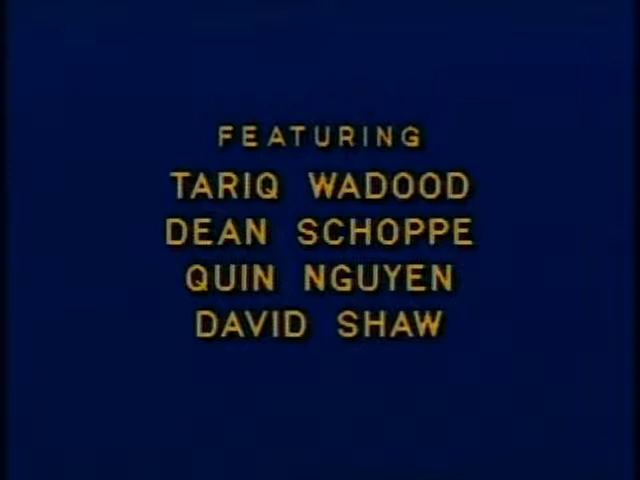 FEATURING
TARIQ WADOOD
DEAN SCHOPPE
QUIN NGUYEN
DAVID SHAW